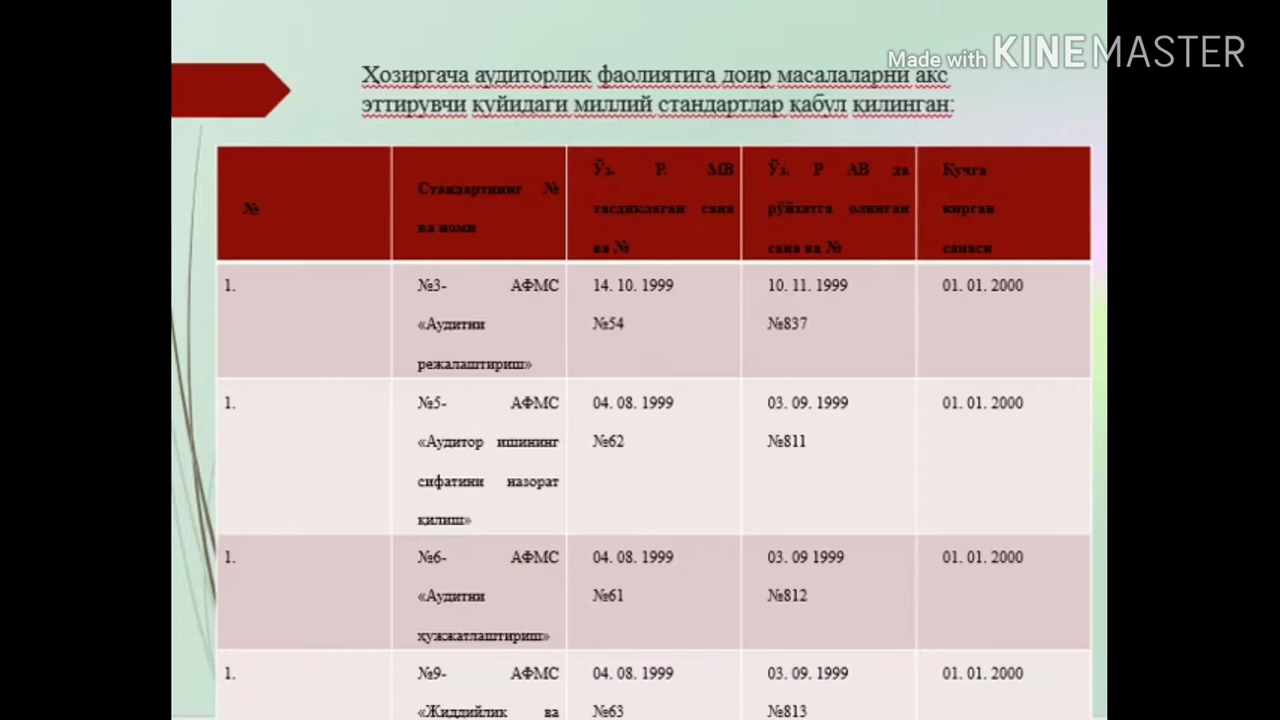 Made with KINEMASTER
Ҳозиргача аудиторлик фаолиятига доир масалаларни акс
эттирувчи қуйидаги миллий стандартлар қабул қилинган:
№
Стандартнинг №
ва номи
Ўз. Р. МВ
тасдиқлаган сана
ва №
Ўз. Р АВ да
рўйхатга олинган
сана ва №
Кучга
кирган
санаси
1.
№3- АФМС
«Аудитни
режалаштириш»
14. 10. 1999
№54
10. 11. 1999
№837
01. 01. 2000
1.
№5- АФМС
«Аудитор ишининг
сифатини назорат
қилиш»
04. 08. 1999
№62
03. 09. 1999
№811
01. 01. 2000
1.
№6- АФМС
«Аудитни
ҳужжатлаштириш»
04. 08. 1999
№61
03. 09 1999
№812
01. 01. 2000
1.
№9- АФМС
«Жиддийлик ва
04. 08. 1999
№63
03. 09. 1999
№813
01. 01. 2000